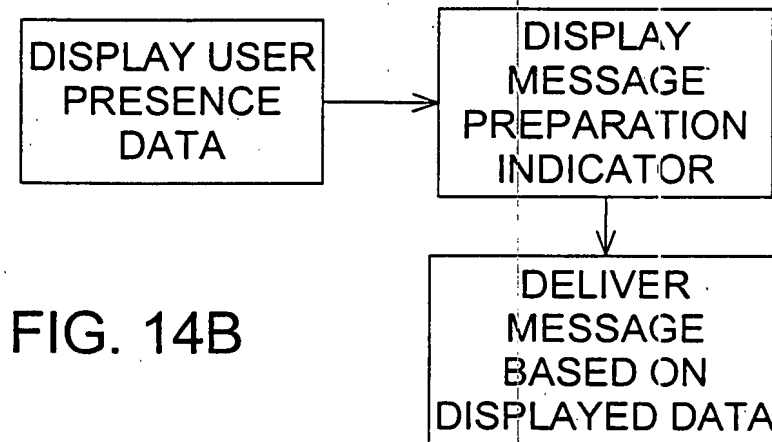 DISPLAY USER
PRESENCE
DATA
DISPLAY
MESSAGE
PREPARATION
INDICATOR
DELIVER
MESSAGE
BASED ON
DISPLAYED DATA
FIG. 14B